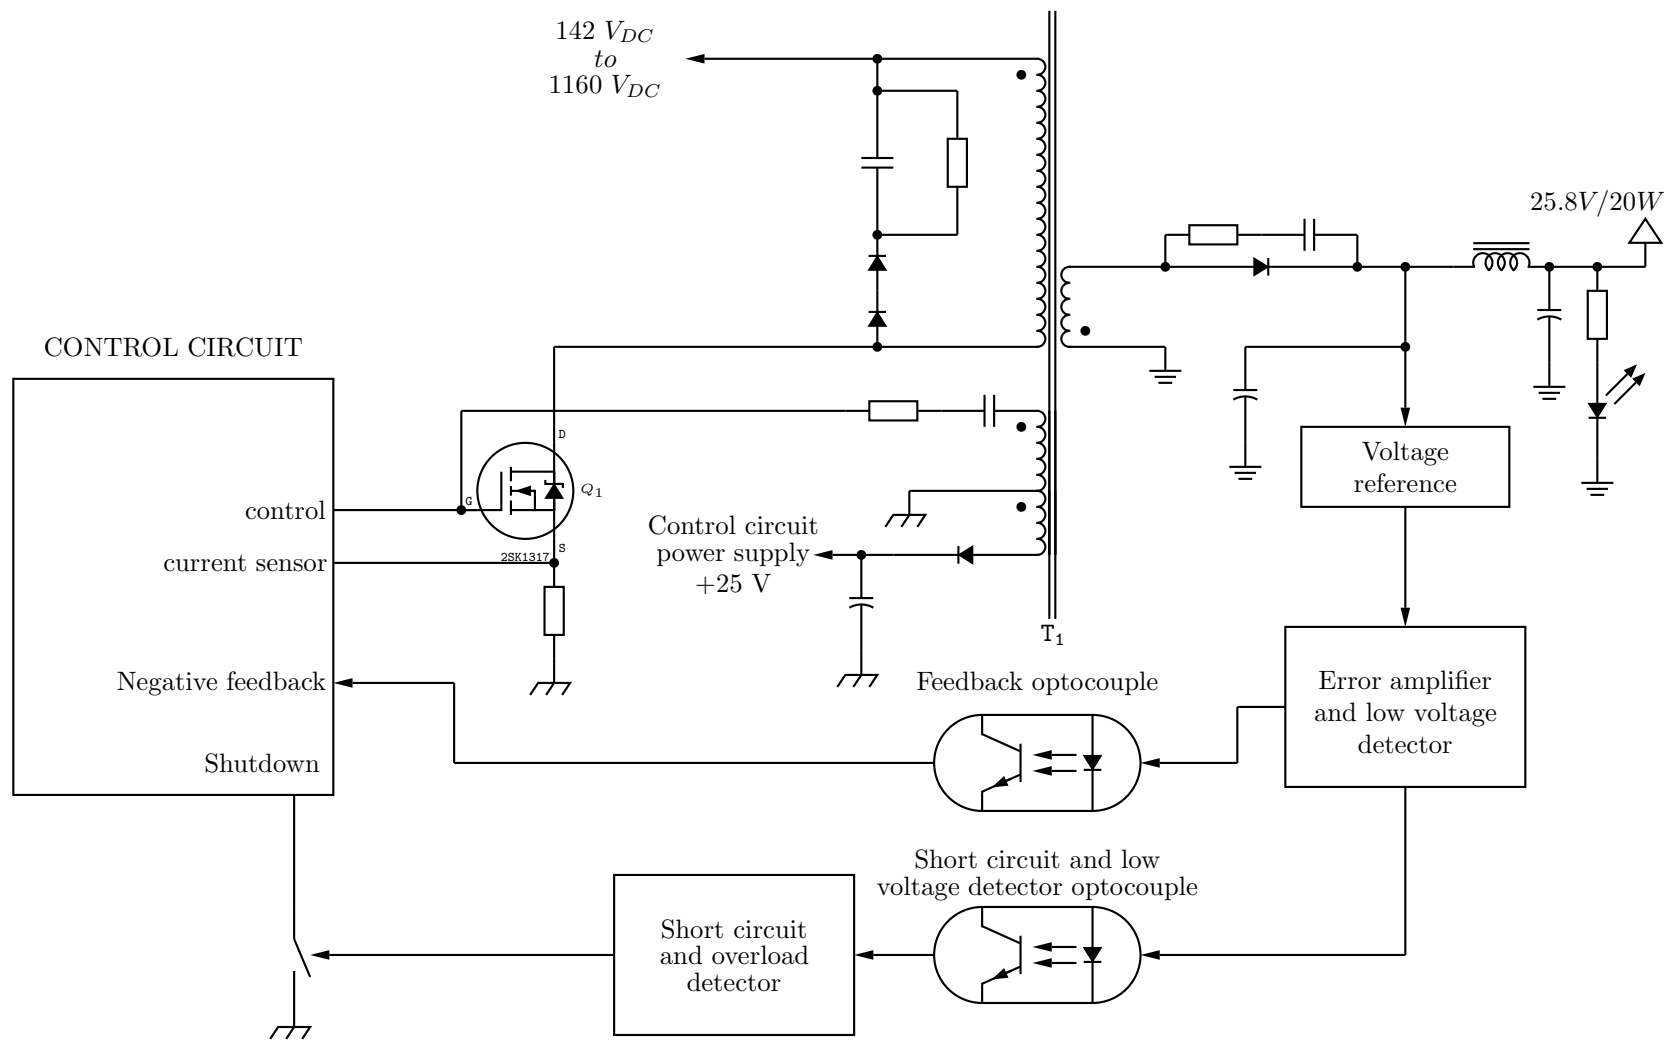 142 V_DC
to
1160 V_DC
25.8V/20W
CONTROL CIRCUIT
D
G
Q1
S
2SK1317
control
current sensor
Negative feedback
Shutdown
Control circuit
power supply
+25 V
T1
Voltage
reference
Error amplifier
and low voltage
detector
Feedback optocouple
Short circuit and low
voltage detector optocouple
Short circuit
and overload
detector